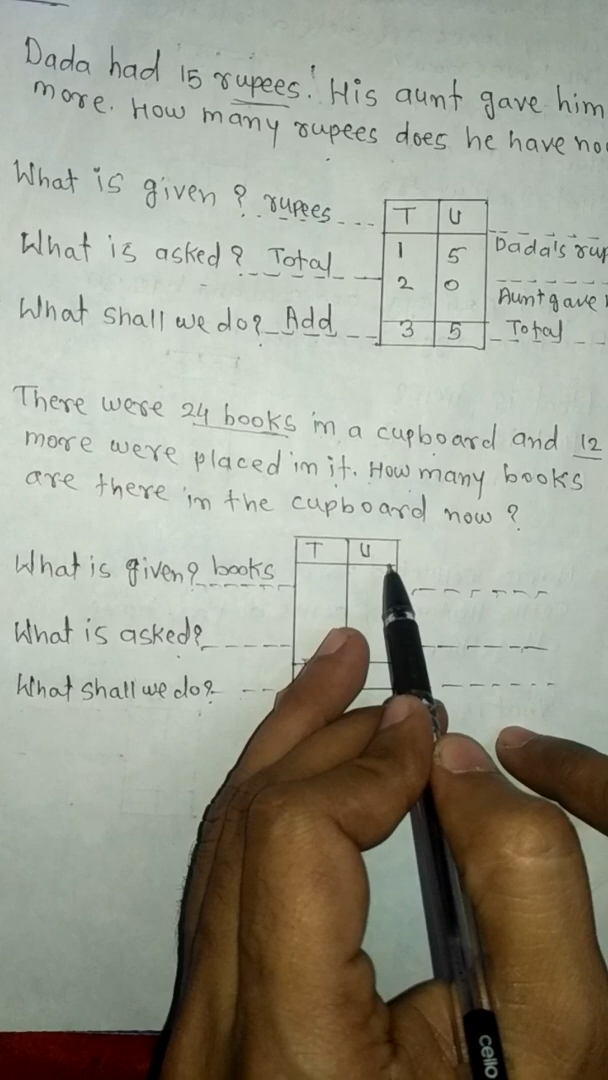 Dada had 15 rupees. His aunt gave him
more. How many rupees does he have
What is given? rupees
T U
1 5 Dada's
What is asked? Total
2 0 Aunt gave
What shall we do? Add
3 5 Total
There were 24 books in a cupboard and 12
more were placed in it. How many books
are there in the cupboard now?
T U
What is given? books
What is asked?
What shall we do?
cello